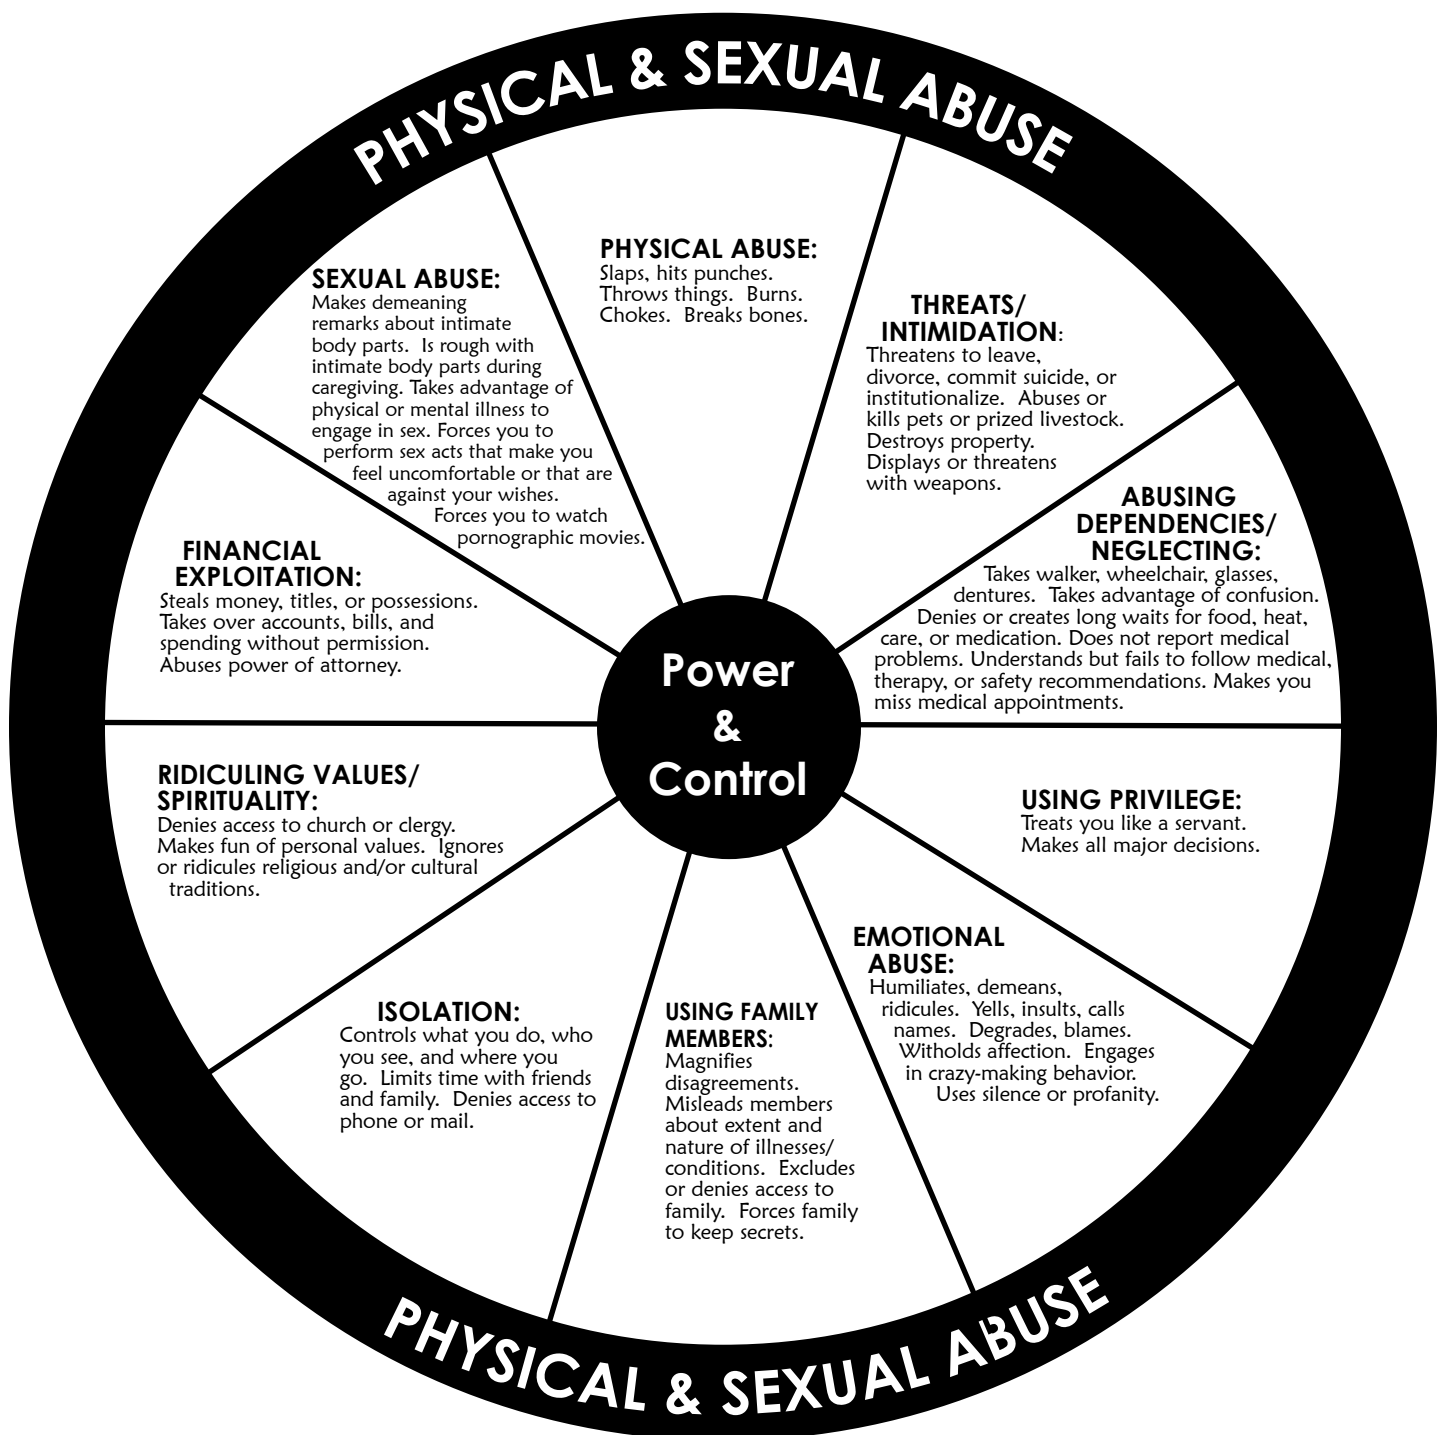 PHYSICAL & SEXUAL ABUSE
PHYSICAL ABUSE:
Slaps, hits punches.
Throws things. Burns.
Chokes. Breaks bones.
THREATS/
INTIMIDATION:
Threatens to leave,
divorce, commit suicide, or
institutionalize. Abuses or
kills pets or prized livestock.
Destroys property.
Displays or threatens
with weapons.
ABUSING
DEPENDENCIES/
NEGLECTING:
Takes walker, wheelchair, glasses,
dentures. Takes advantage of confusion.
Denies or creates long waits for food, heat,
care, or medication. Does not report medical
problems. Understands but fails to follow medical,
therapy, or safety recommendations. Makes you
miss medical appointments.
USING PRIVILEGE:
Treats you like a servant.
Makes all major decisions.
EMOTIONAL
ABUSE:
Humiliates, demeans,
ridicules. Yells, insults, calls
names. Degrades, blames.
Witholds affection. Engages
in crazy-making behavior.
Uses silence or profanity.
USING FAMILY
MEMBERS:
Magnifies
disagreements.
Misleads members
about extent and
nature of illnesses/
conditions. Excludes
or denies access to
family. Forces family
to keep secrets.
ISOLATION:
Controls what you do, who
you see, and where you
go. Limits time with friends
and family. Denies access to
phone or mail.
RIDICULING VALUES/
SPIRITUALITY:
Denies access to church or clergy.
Makes fun of personal values. Ignores
or ridicules religious and/or cultural
traditions.
FINANCIAL
EXPLOITATION:
Steals money, titles, or possessions.
Takes over accounts, bills, and
spending without permission.
Abuses power of attorney.
SEXUAL ABUSE:
Makes demeaning
remarks about intimate
body parts. Is rough with
intimate body parts during
caregiving. Takes advantage of
physical or mental illness to
engage in sex. Forces you to
perform sex acts that make you
feel uncomfortable or that are
against your wishes.
Forces you to watch
pornographic movies.
Power
&
Control
PHYSICAL & SEXUAL ABUSE